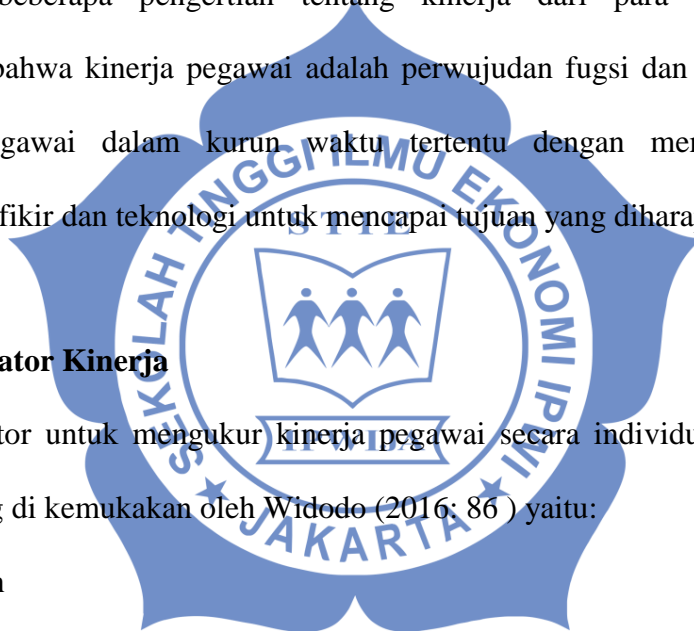 beberapa pengertian tentang kinerja dari para
bahwa kinerja pegawai adalah perwujudan fugsi dan
gawai dalam kurun waktu tertentu dengan mer
fikir dan teknologi untuk mencapai tujuan yang dihara
SEKOLAH TINGGI ILMU EKONOMI IPWI
STIE
ator Kinerja
tor untuk mengukur kinerja pegawai secara individu
IPWIJA
g di kemukakan oleh Widodo (2016: 86 ) yaitu:
JAKARTA